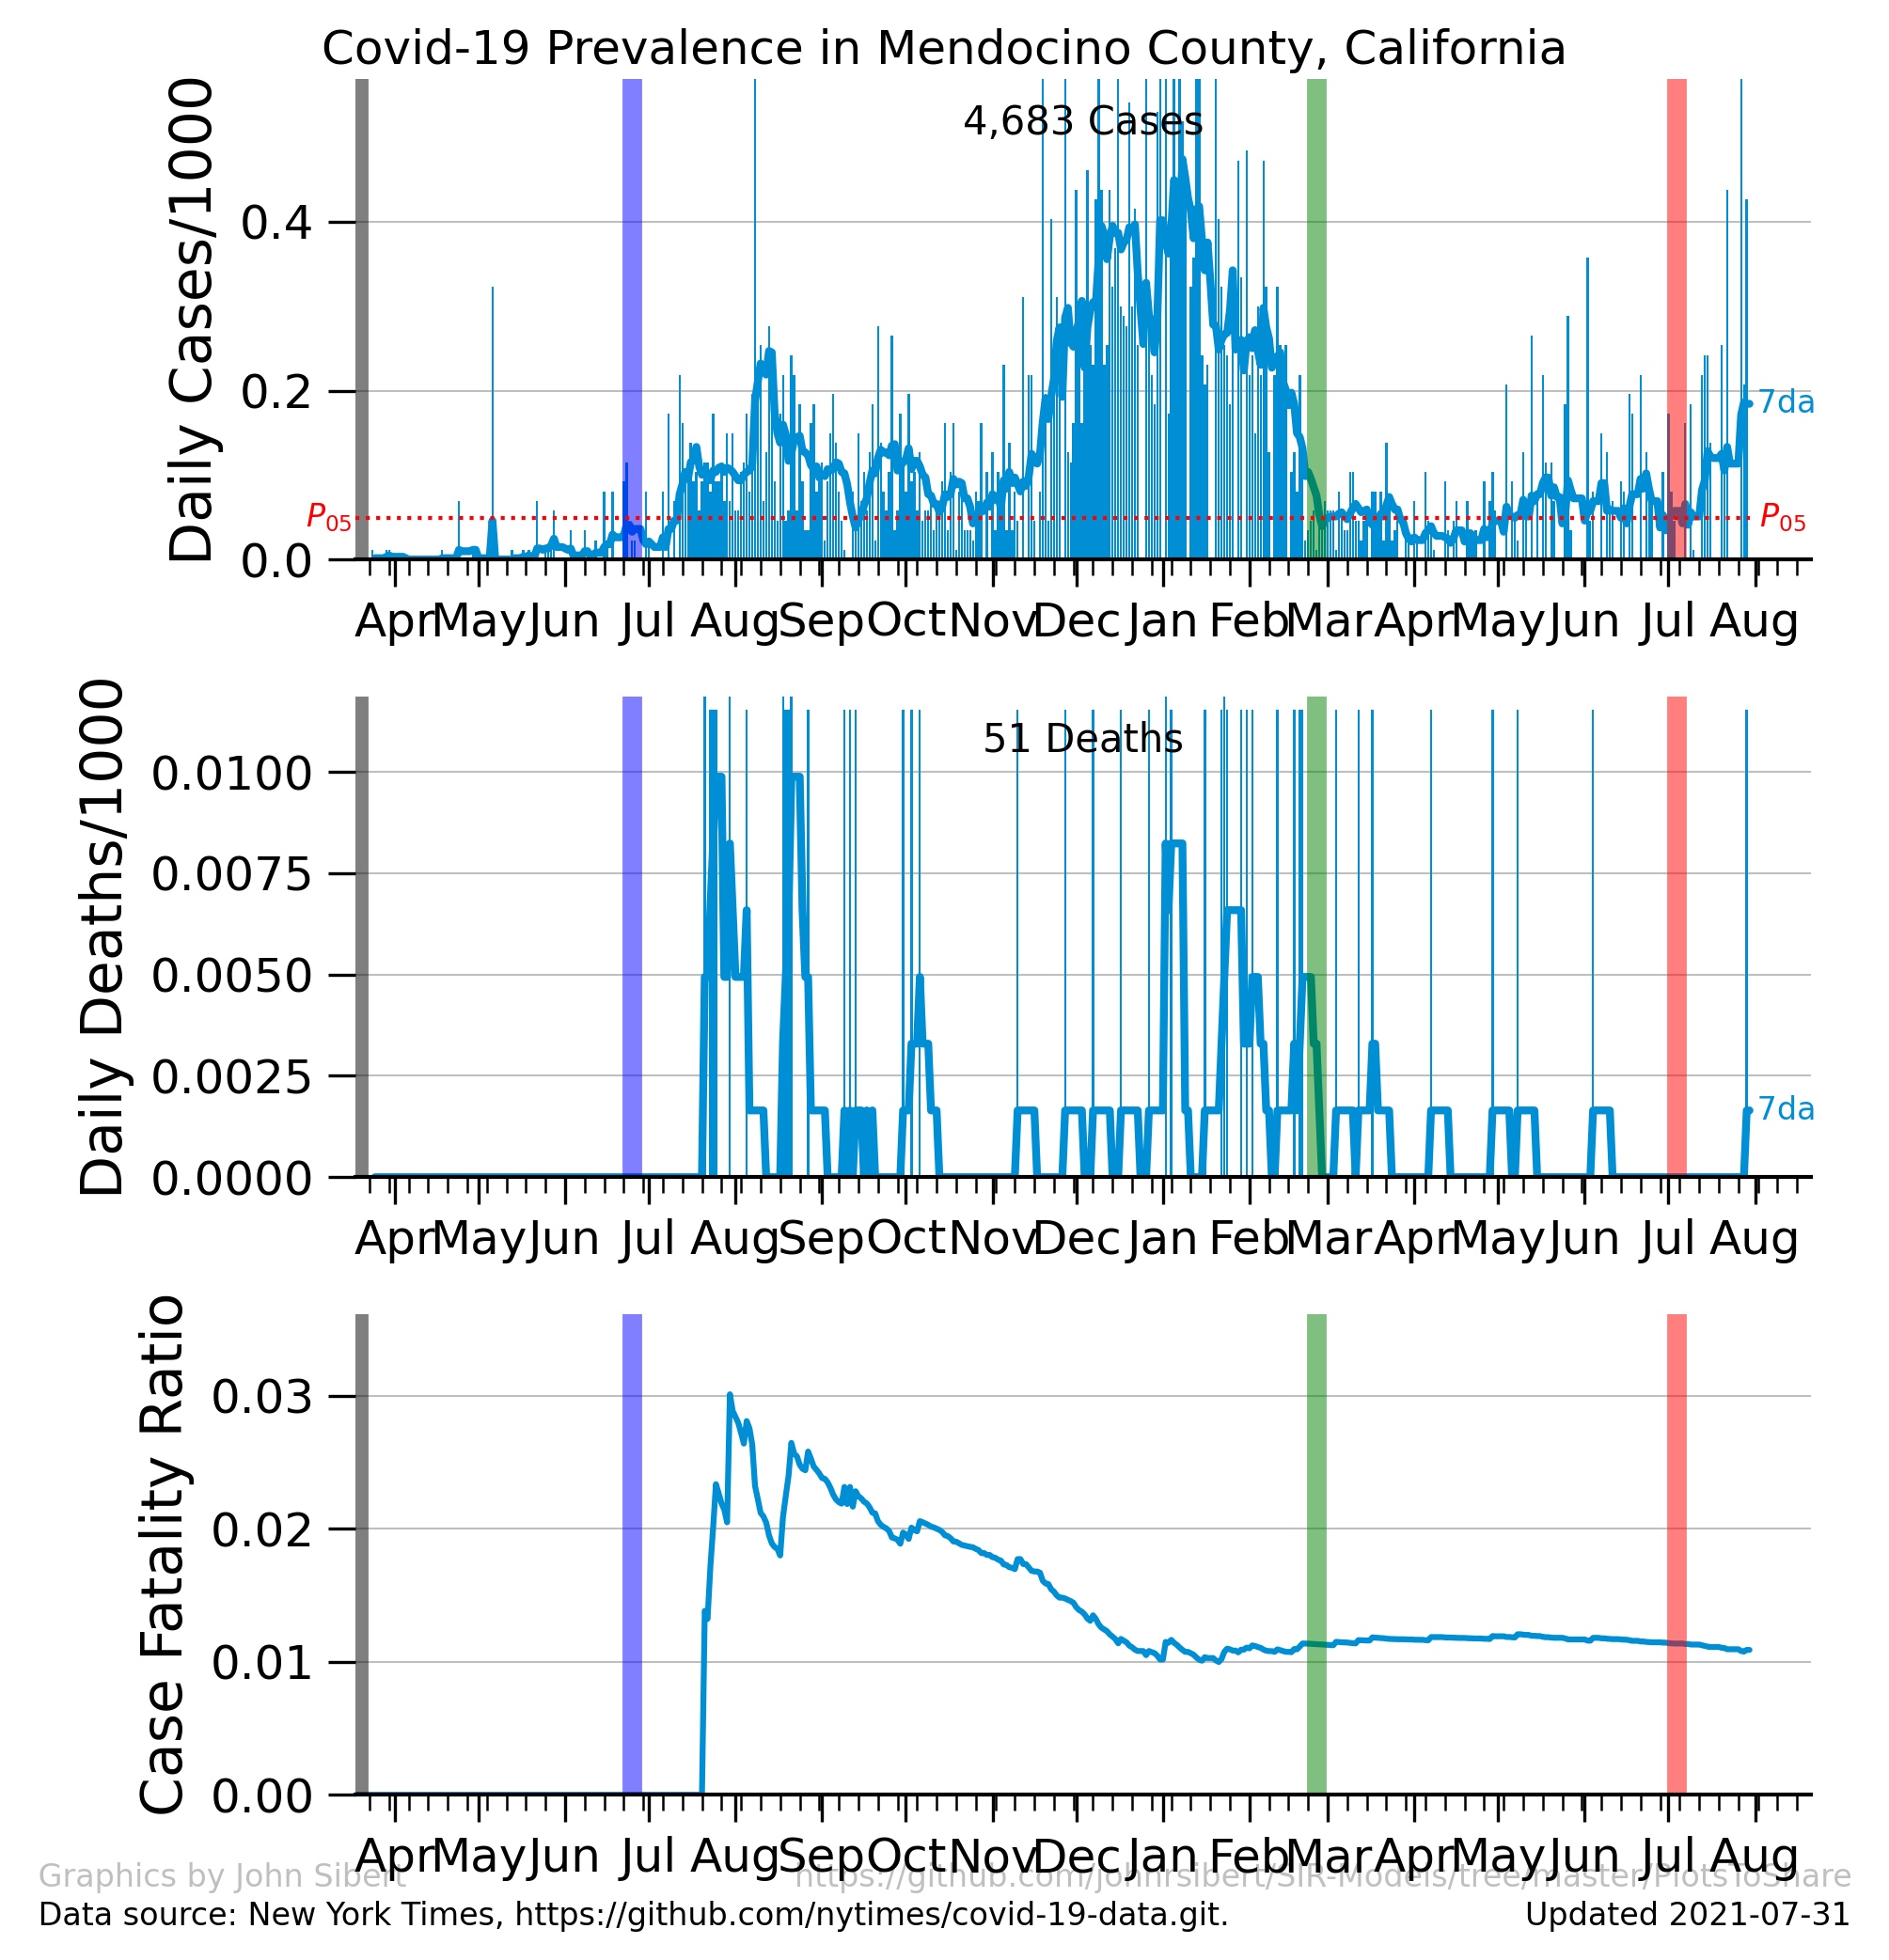 Covid-19 Prevalence in Mendocino County, California
Daily Cases/1000
4,683 Cases
0.4
0.2
0.0
P05
P05
7da
Apr May Jun Jul Aug Sep Oct Nov Dec Jan Feb Mar Apr May Jun Jul Aug
Daily Deaths/1000
51 Deaths
0.0100
0.0075
0.0050
0.0025
0.0000
7da
Apr May Jun Jul Aug Sep Oct Nov Dec Jan Feb Mar Apr May Jun Jul Aug
Case Fatality Ratio
0.03
0.02
0.01
0.00
Apr May Jun Jul Aug Sep Oct Nov Dec Jan Feb Mar Apr May Jun Jul Aug
Graphics by John Sibert
https://github.com/johnrsibert/SIR-Models/tree/master/PlotsToShare
Data source: New York Times, https://github.com/nytimes/covid-19-data.git.
Updated 2021-07-31